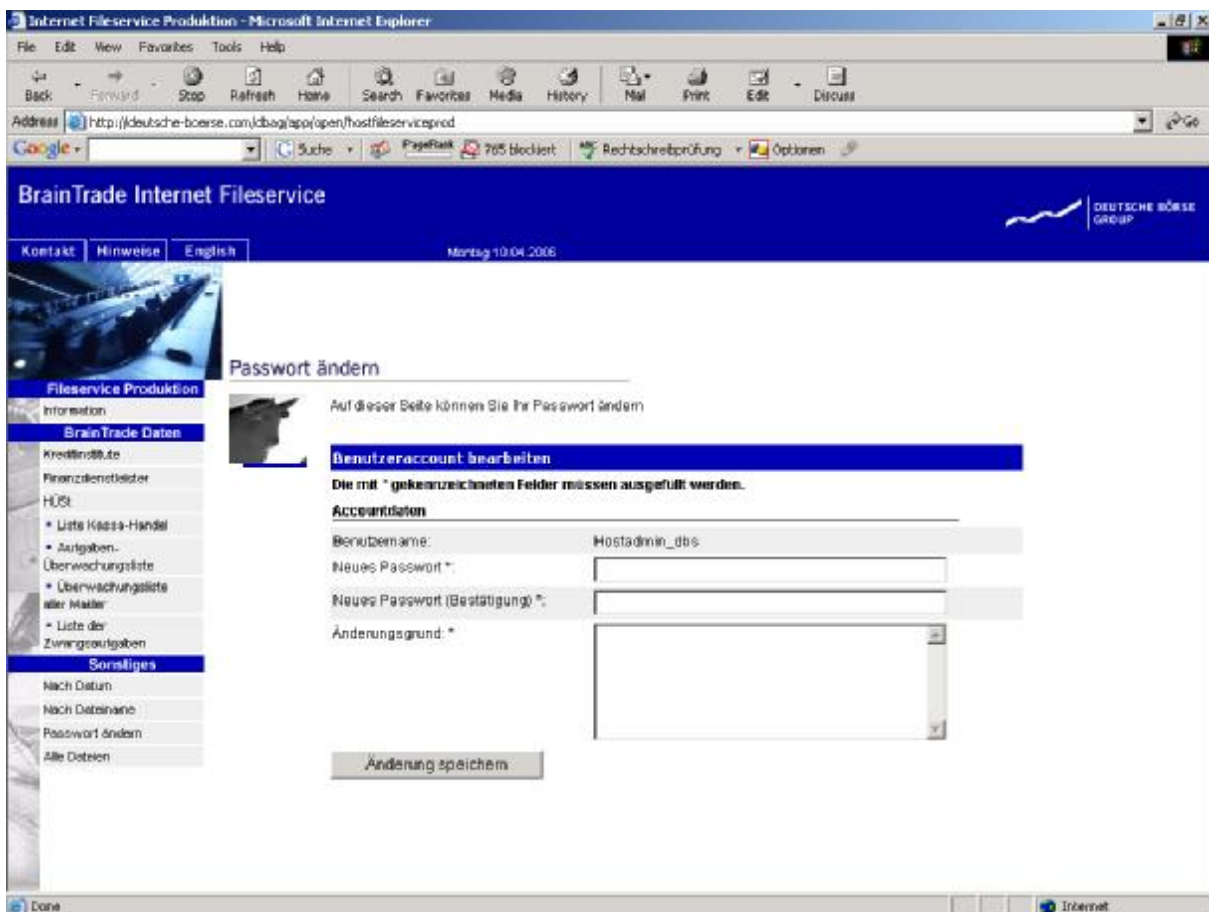 Internet Fileservice Produktion - Microsoft Internet Explorer
File Edit View Favorites Tools Help
Back Forward Stop Refresh Home Search Favorites Media History Mail Print Edit Discuss
Address http://deutsche-boerse.com/dbag/app/open/hostfileserviceprod Go
Google Suche PageRank 765 blockiert Rechtschreibprüfung Optionen
BrainTrade Internet Fileservice
DEUTSCHE BÖRSE
GROUP
Kontakt Hinweise English Montag 10.04.2006
Passwort ändern
Auf dieser Seite können Sie Ihr Passwort ändern
Fileservice Produktion
Information
BrainTrade Daten
Kreditinstitute
Finanzdienstleister
HÜSt
• Liste Kassa-Handel
• Aufgaben-
Überwachungsliste
• Überwachungsliste
aller Makler
• Liste der
Zwangsaufgaben
Sonstiges
Nach Datum
Nach Dateiname
Passwort ändern
Alle Dateien
Benutzeraccount bearbeiten
Die mit * gekennzeichneten Felder müssen ausgefüllt werden.
Accountdaten
Benutzername: Hostadmin_dbs
Neues Passwort *:
Neues Passwort (Bestätigung) *:
Änderungsgrund: *
Änderung speichern
Done Internet